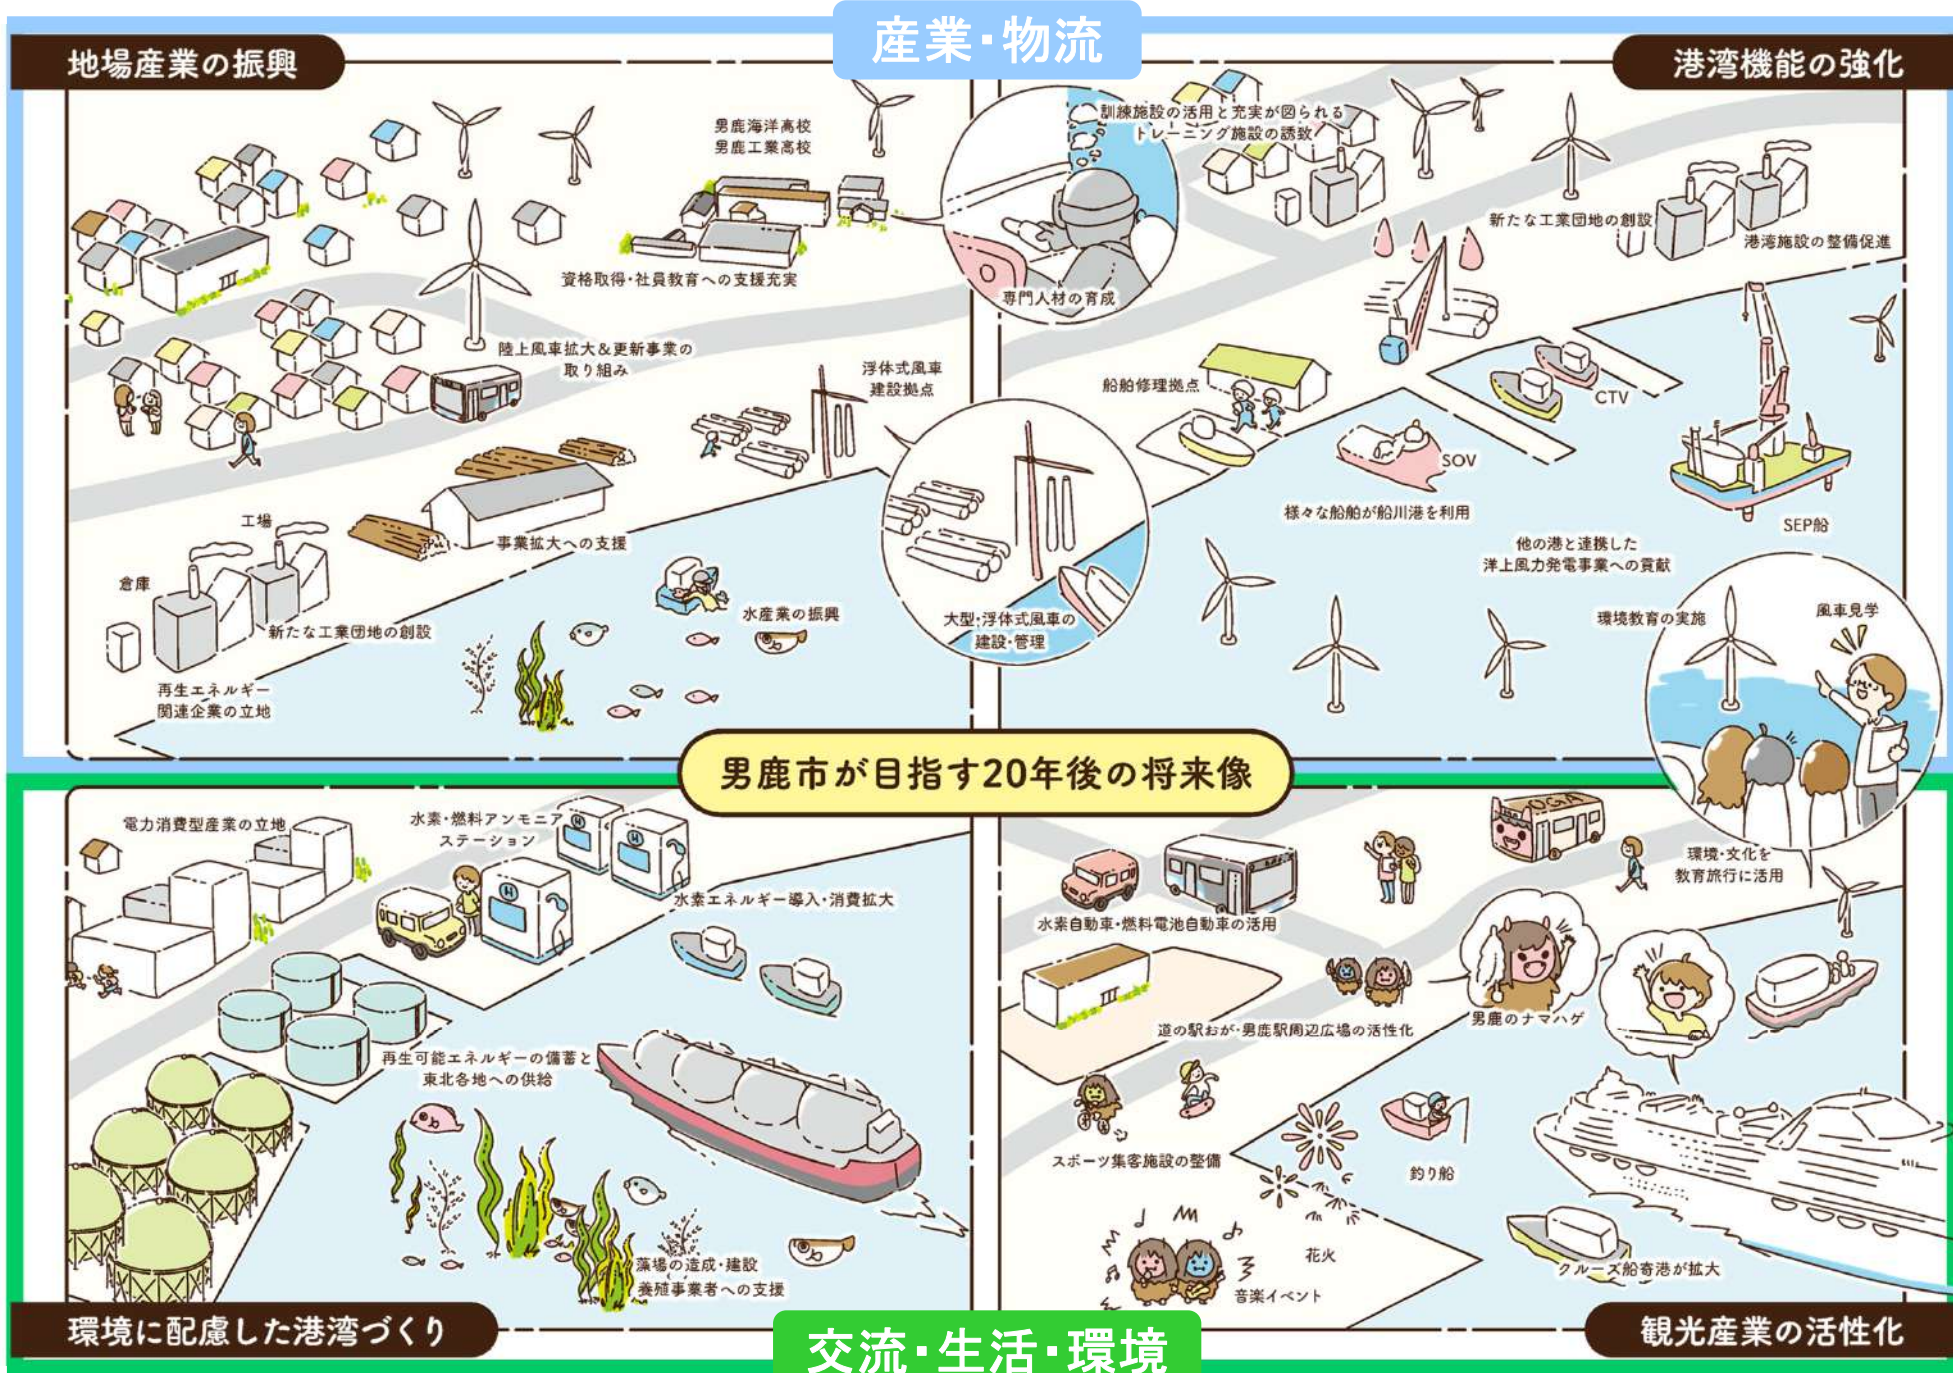 産業・物流
地場産業の振興
港湾機能の強化
男鹿海洋高校
男鹿工業高校
資格取得・社員教育への支援充実
陸上風車拡大&更新事業の
取り組み
浮体式風車
建設拠点
工場
倉庫
事業拡大への支援
新たな工業団地の創設
再生エネルギー
関連企業の立地
水産業の振興
大型・浮体式風車の
建設・管理
訓練施設の活用と充実が図られる
トレーニング施設の誘致
専門人材の育成
新たな工業団地の創設
港湾施設の整備促進
船舶修理拠点
CTV
SOV
様々な船舶が船川港を利用
SEP船
他の港と連携した
洋上風力発電事業への貢献
環境教育の実施
風車見学
男鹿市が目指す20年後の将来像
電力消費型産業の立地
水素・燃料アンモニア
ステーション
H
H
H
水素エネルギー導入・消費拡大
再生可能エネルギーの備蓄と
東北各地への供給
藻場の造成・建設
養殖事業者への支援
OGA
環境・文化を
教育旅行に活用
水素自動車・燃料電池自動車の活用
男鹿のナマハゲ
道の駅おが・男鹿駅周辺広場の活性化
スポーツ集客施設の整備
釣り船
花火
音楽イベント
クルーズ船寄港が拡大
環境に配慮した港湾づくり
観光産業の活性化
交流・生活・環境